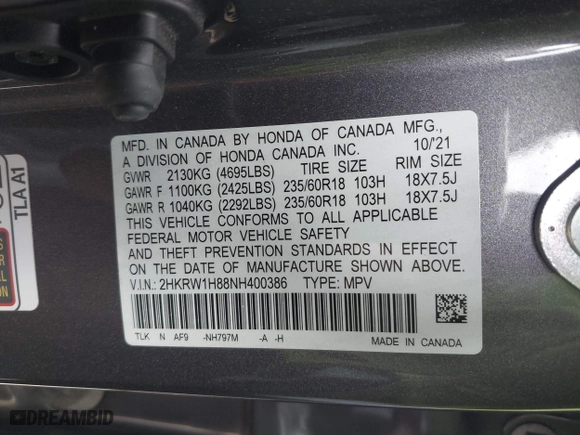 MFD. IN CANADA BY HONDA OF CANADA MFG., 10/'21
A DIVISION OF HONDA CANADA INC.
GVWR 2130KG (4695LBS) TIRE SIZE RIM SIZE
GAWR F 1100KG (2425LBS) 235/60R18 103H 18X7.5J
GAWR R 1040KG (2292LBS) 235/60R18 103H 18X7.5J
THIS VEHICLE CONFORMS TO ALL APPLICABLE
FEDERAL MOTOR VEHICLE SAFETY
AND THEFT PREVENTION STANDARDS IN EFFECT
ON THE DATE OF MANUFACTURE SHOWN ABOVE.
V.I.N.: 2HKRW1H88NH400386 TYPE: MPV
TLK N AF9 -NH797M -A -H MADE IN CANADA
TLA A1
DREAMBID